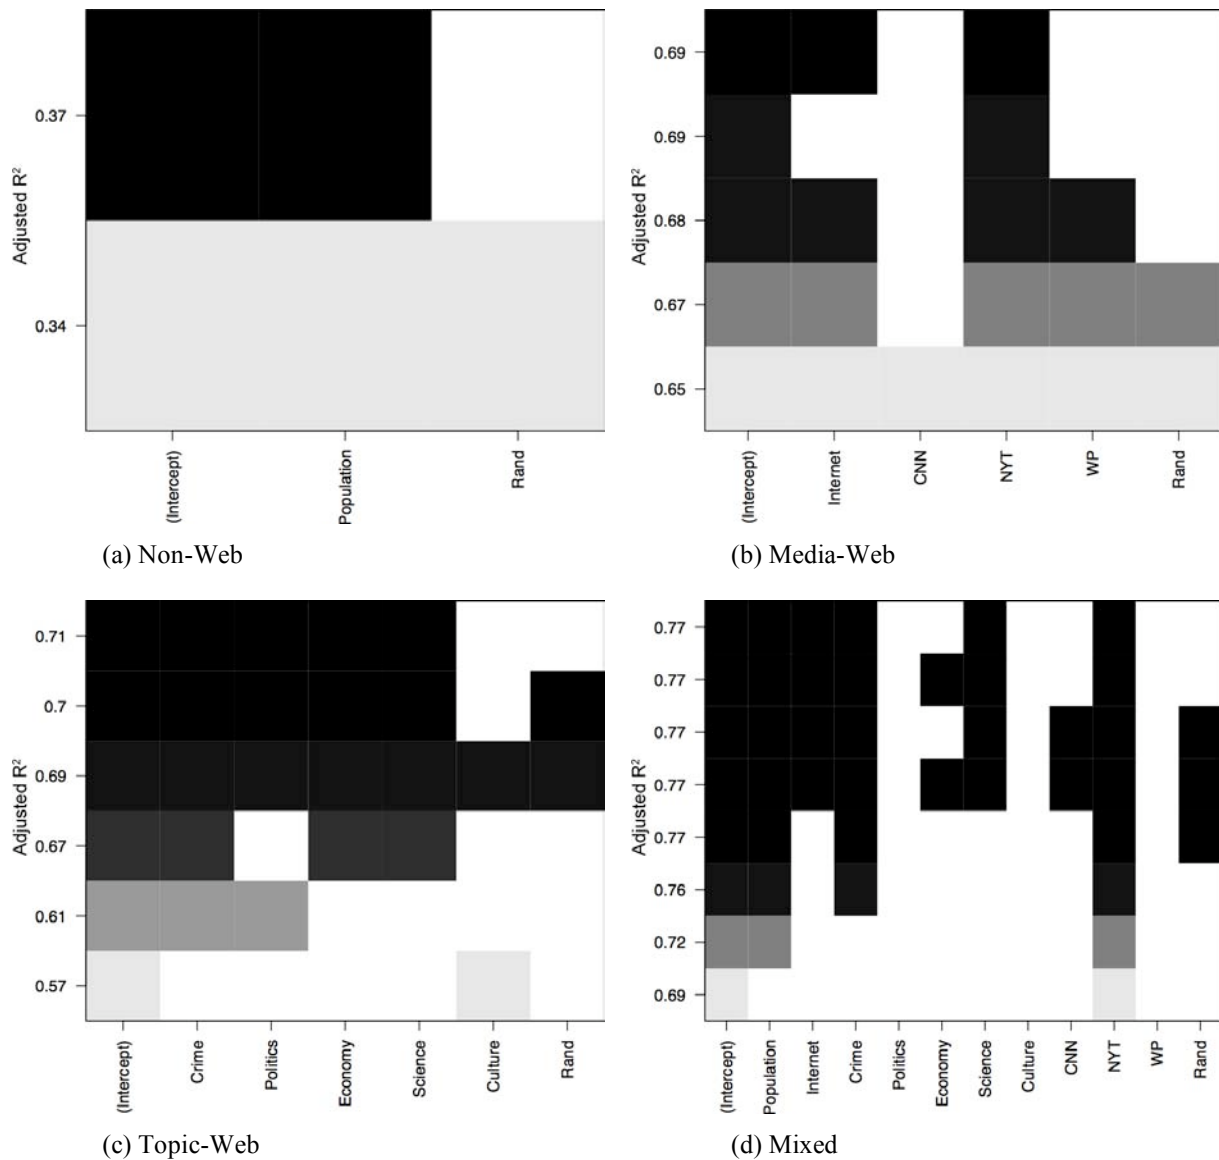 Adjusted R²
0.37
0.34
(Intercept)
Population
Rand
(a) Non-Web
Adjusted R²
0.69
0.69
0.68
0.67
0.65
(Intercept)
Internet
CNN
NYT
WP
Rand
(b) Media-Web
Adjusted R²
0.71
0.7
0.69
0.67
0.61
0.57
(Intercept)
Crime
Politics
Economy
Science
Culture
Rand
(c) Topic-Web
Adjusted R²
0.77
0.77
0.77
0.77
0.77
0.76
0.72
0.69
(Intercept)
Population
Internet
Crime
Politics
Economy
Science
Culture
CNN
NYT
WP
Rand
(d) Mixed